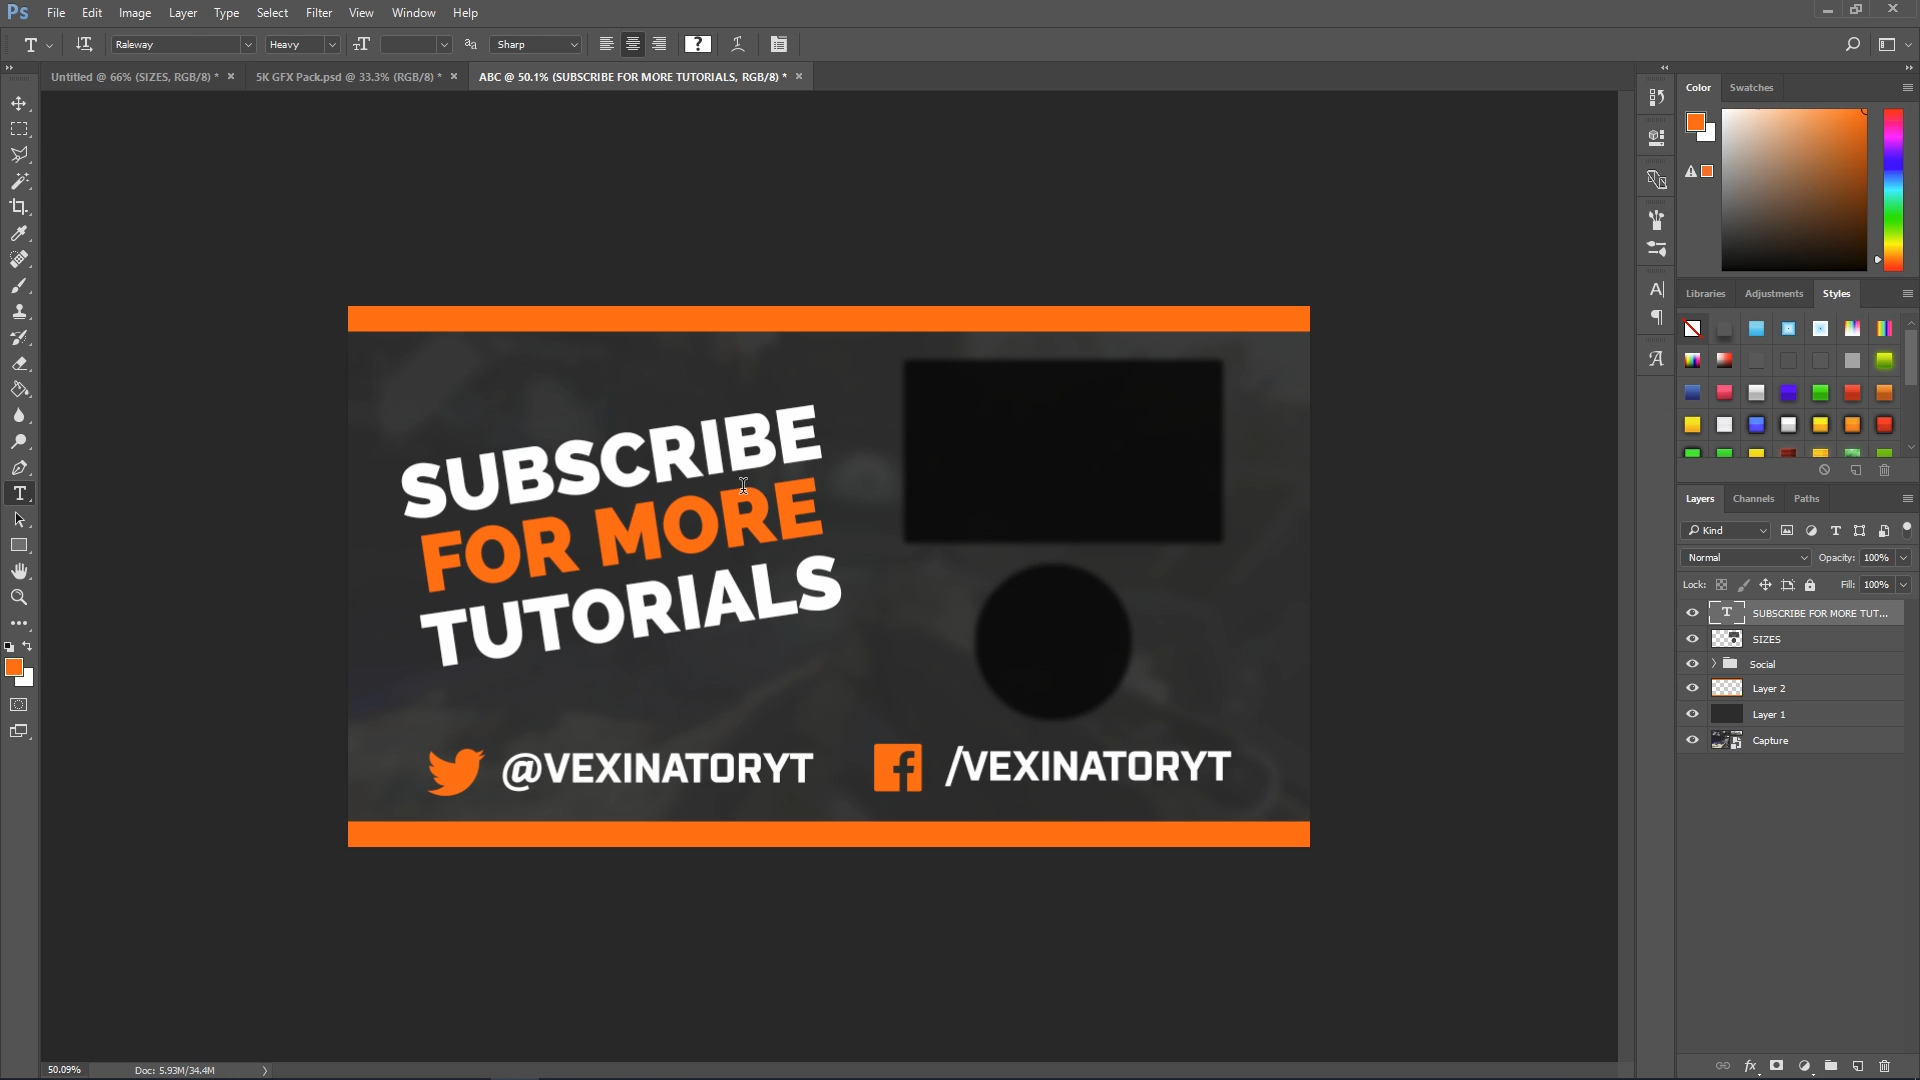 Ps File Edit Image Layer Type Select Filter View Window Help
T Raleway Heavy Sharp ?
Untitled @ 66% (SIZES, RGB/8) * × 5K GFX Pack.psd @ 33.3% (RGB/8) * × ABC @ 50.1% (SUBSCRIBE FOR MORE TUTORIALS, RGB/8) * ×
Color Swatches
Libraries Adjustments Styles
SUBSCRIBE
FOR MORE
TUTORIALS
@VEXINATORYT
/VEXINATORYT
Layers Channels Paths
Kind
Normal Opacity: 100%
Lock: Fill: 100%
T SUBSCRIBE FOR MORE TUT...
SIZES
Social
Layer 2
Layer 1
Capture
fx
50.09% Doc: 5.93M/34.4M